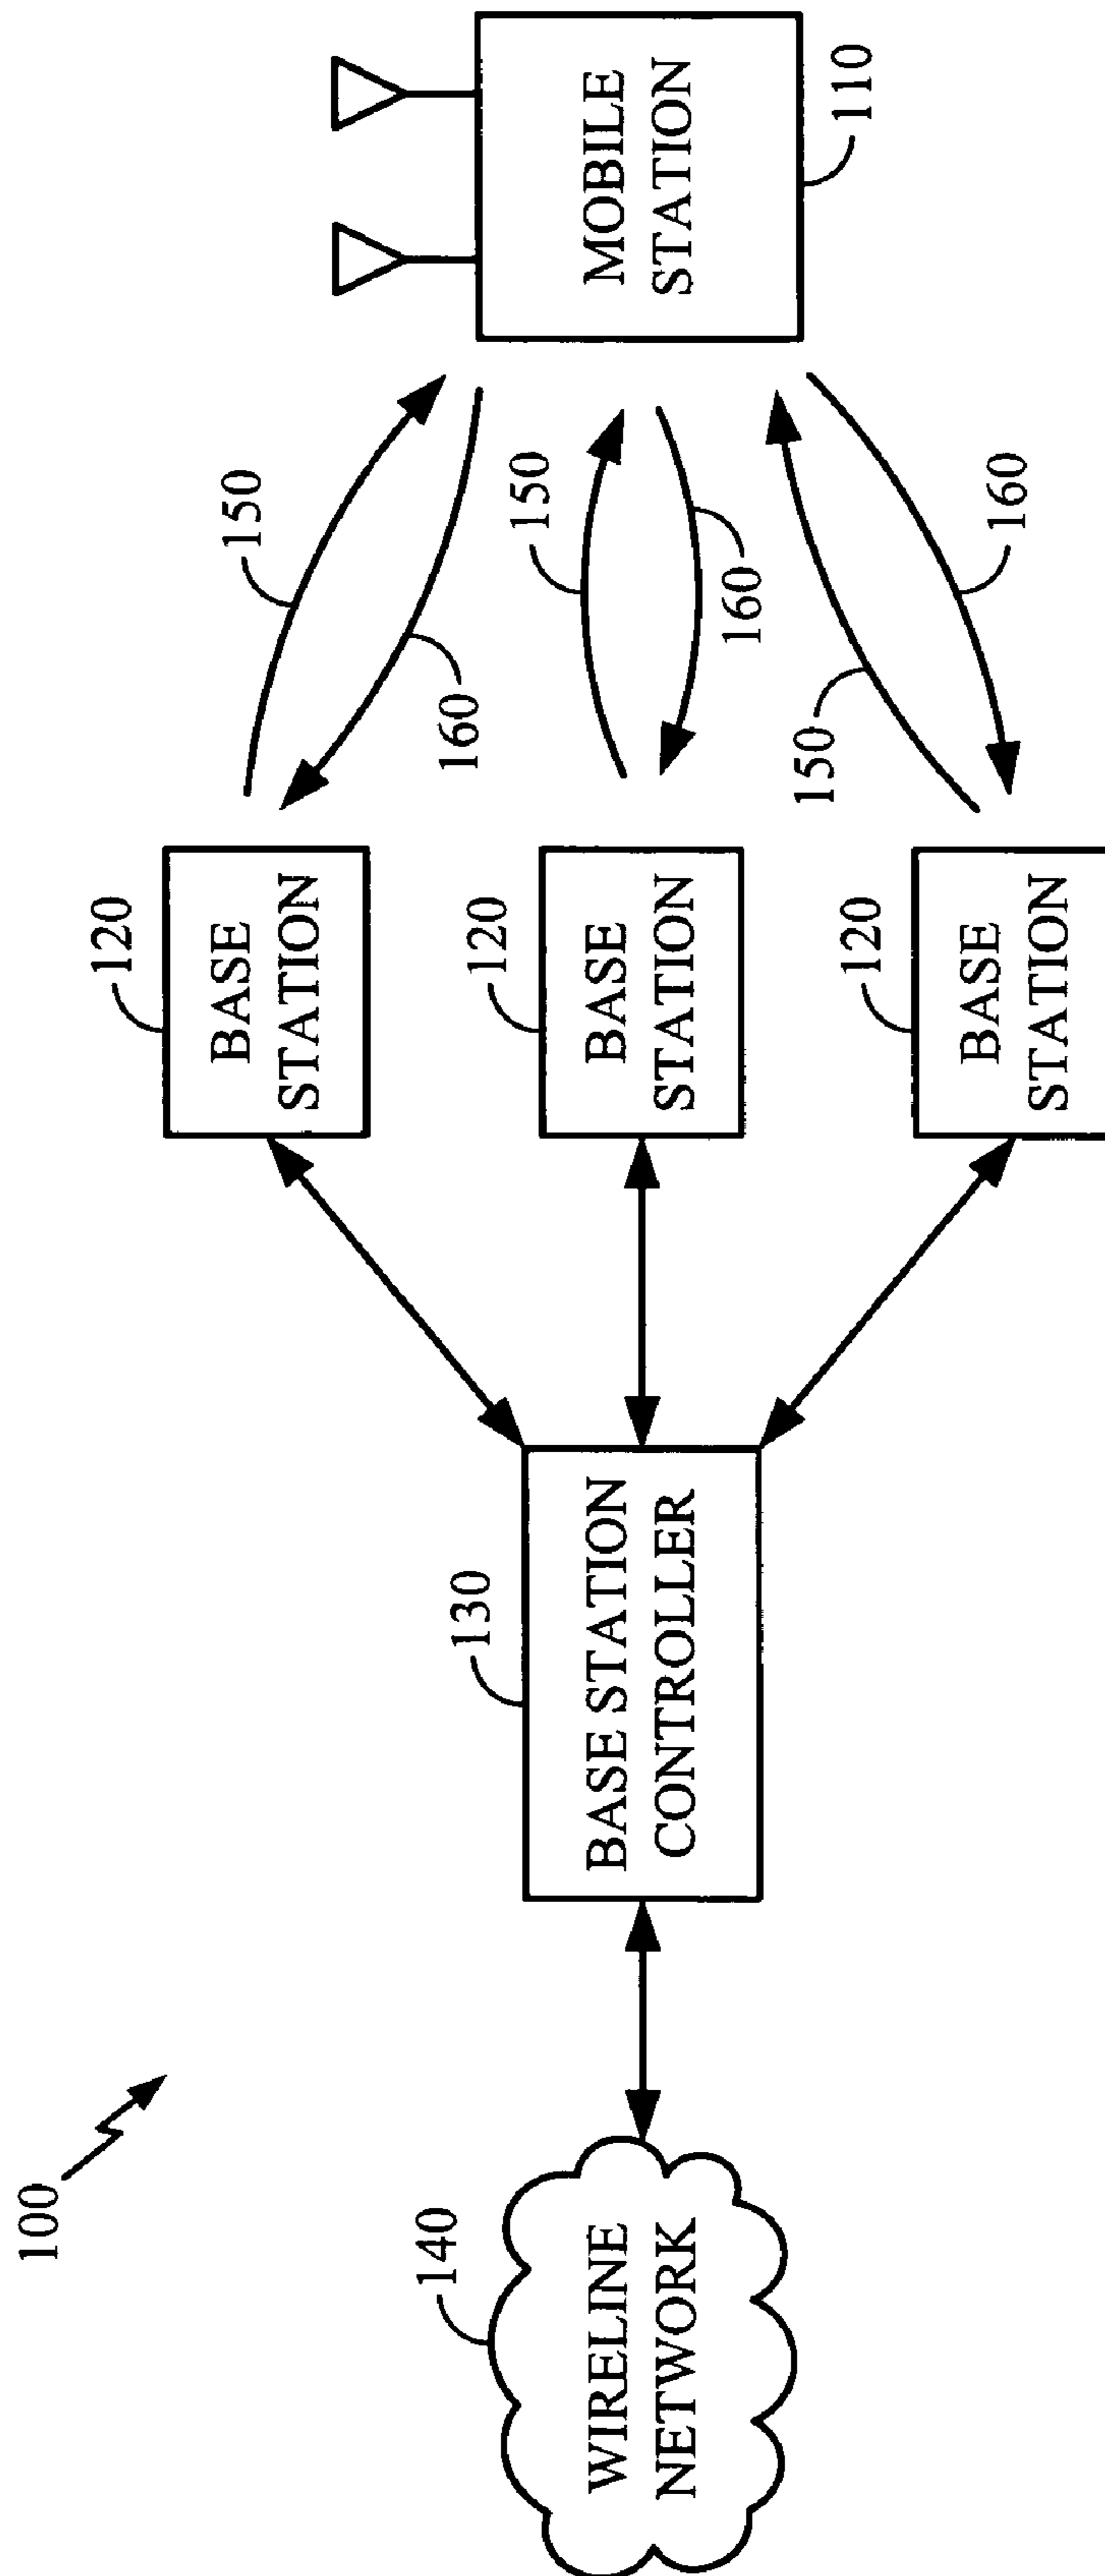 100
140
WIRELINE
NETWORK
130
BASE STATION
CONTROLLER
120
BASE
STATION
120
BASE
STATION
120
BASE
STATION
150
160
150
160
150
160
MOBILE
STATION
110